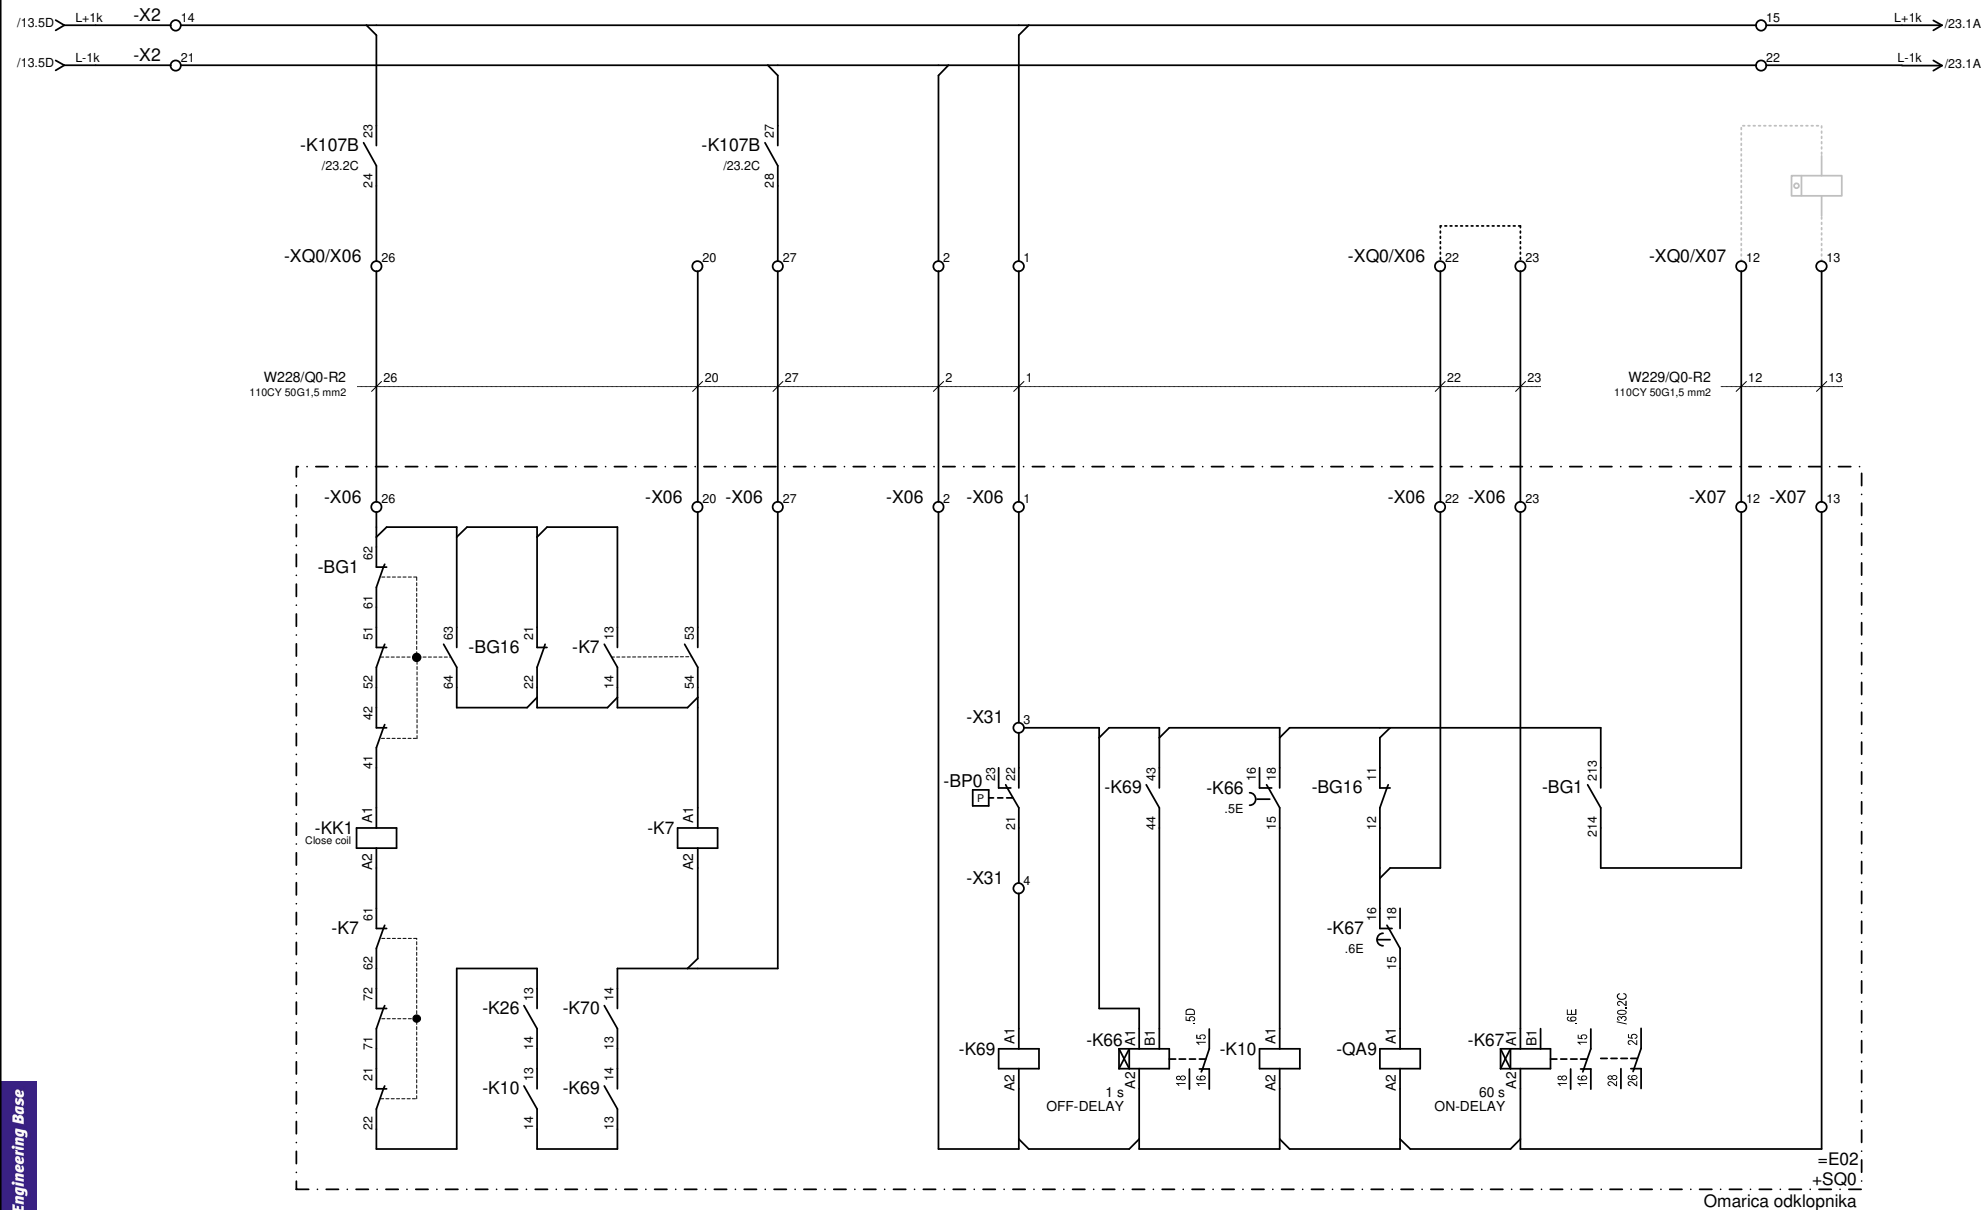 /13.5D L+1k -X2 14 15 L+1k /23.1A
/13.5D L-1k -X2 21 22 L-1k /23.1A
23 27
-K107B -K107B
/23.2C /23.2C
24 28
-XQ0/X06 26 20 27 2 1 -XQ0/X06 22 23 -XQ0/X07 12 13
W228/Q0-R2 26 20 27 2 1 22 23 W229/Q0-R2 12 13
110CY 50G1,5 mm2 110CY 50G1,5 mm2
-X06 26 -X06 20 -X06 27 -X06 2 -X06 1 -X06 22 -X06 23 -X07 12 -X07 13
62
-BG1
61
51 63 21 13 53
-BG16 -K7
52 64 22 14 54
42
-X31 3
41
23 22 43 16 18 11 213
-BP0 -K69 -K66 -BG16 -BG1
P .5E
21 44 15 12 214
A1 A1
-KK1 -K7
Close coil
A2 A2
-X31 4
61 16 18
-K7 -K67
.6E
62 15
72 13 14
-K26 -K70
71 14 13
.5D .6E /30.2C
A1 A1 B1 15 A1 A1 A1 B1 15 25
-K69 -K66 -K10 -QA9 -K67
A2 A2 18 16 A2 A2 A2 18 16 28 26
21 13 14
-K10 -K69
22 14 13
1 s 60 s
OFF-DELAY ON-DELAY
=E02
+SQ0
Omarica odklopnika
Engineering Base